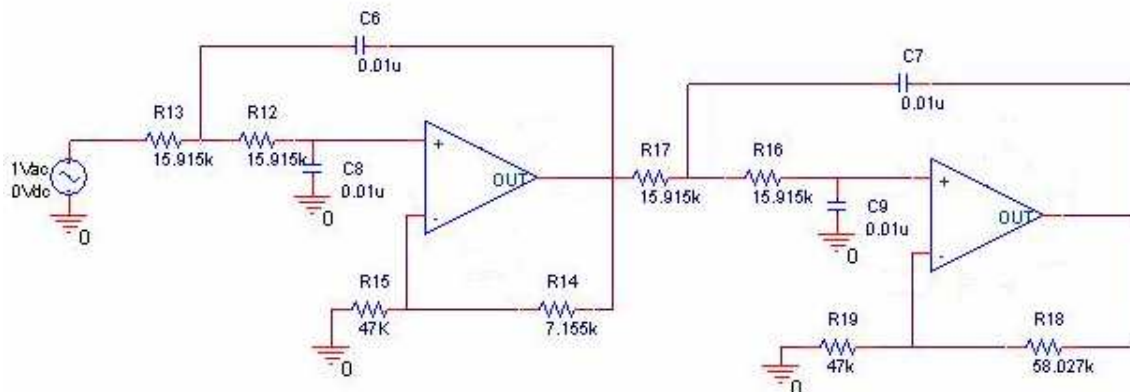 C6
0.01u
C7
0.01u
R13
15.915k
R12
15.915k
+
-
OUT
C8
0.01u
0
1Vac
0Vdc
0
R17
15.915k
R16
15.915k
+
-
OUT
C9
0.01u
0
R15
47K
R14
7.155k
0
R19
47k
R18
58.027k
0